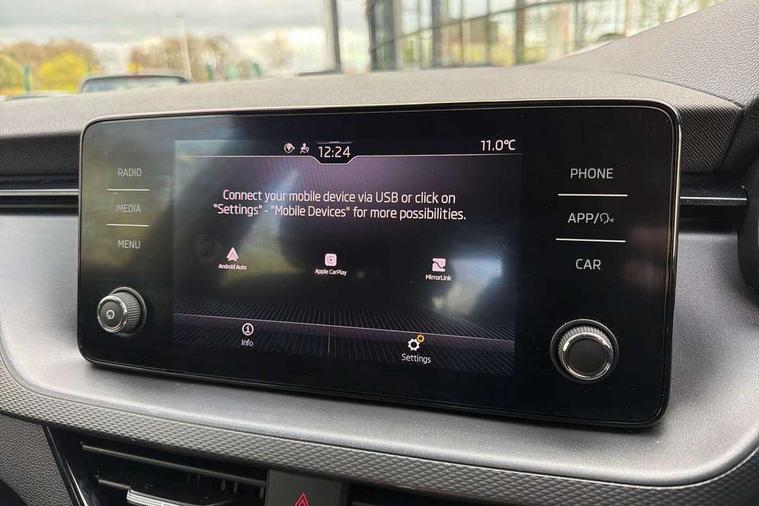 12:24
11.0°C
RADIO
MEDIA
MENU
Connect your mobile device via USB or click on
"Settings" - "Mobile Devices" for more possibilities.
Android Auto
Apple CarPlay
MirrorLink
Info
Settings
PHONE
APP/
CAR